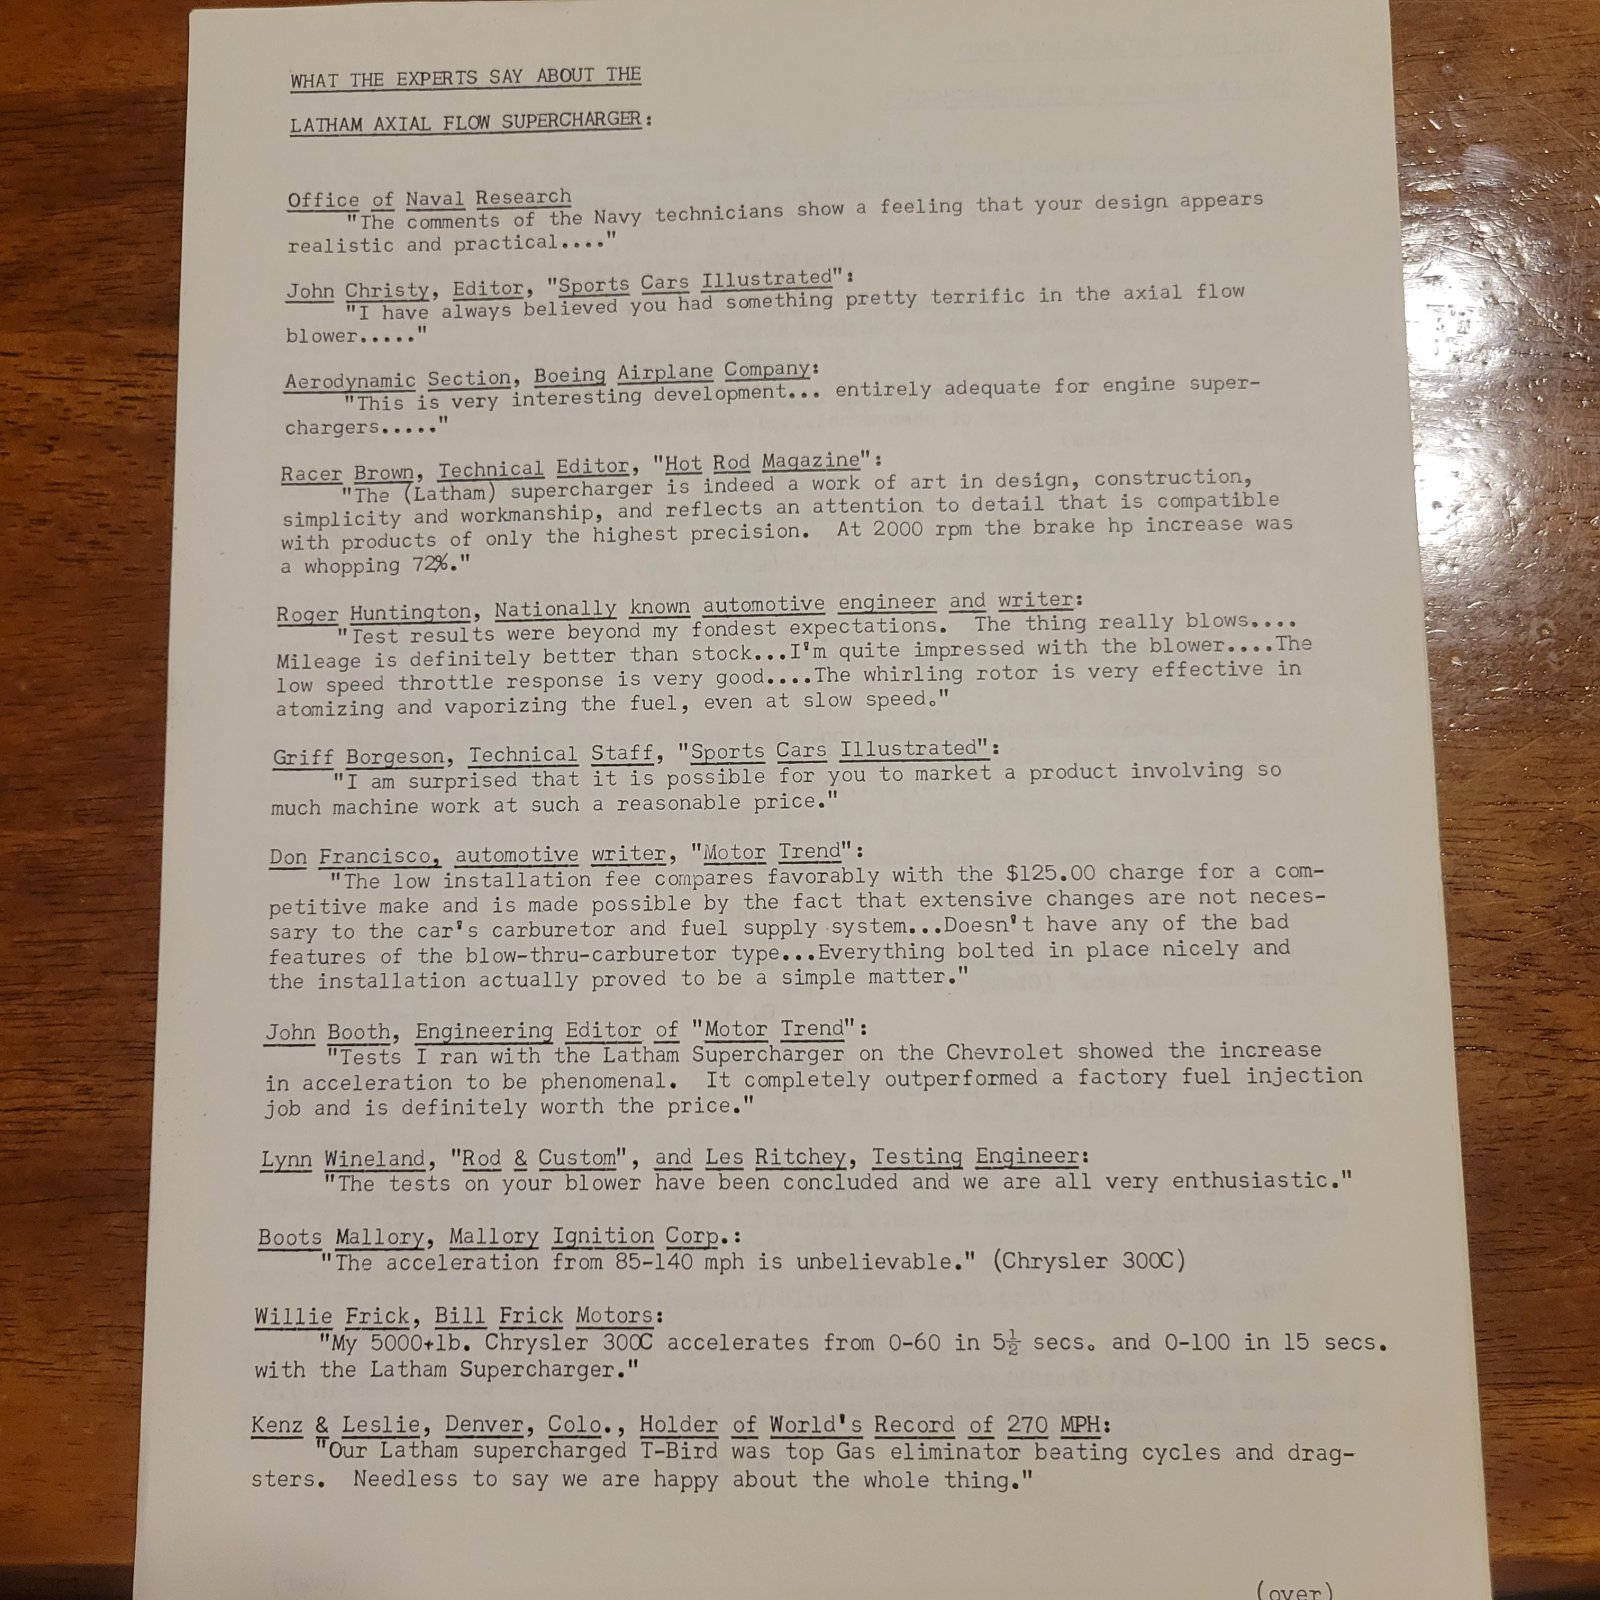 WHAT THE EXPERTS SAY ABOUT THE
LATHAM AXIAL FLOW SUPERCHARGER:
Office of Naval Research
"The comments of the Navy technicians show a feeling that your design appears
realistic and practical...."
John Christy, Editor, "Sports Cars Illustrated":
"I have always believed you had something pretty terrific in the axial flow
blower....."
Aerodynamic Section, Boeing Airplane Company:
"This is very interesting development... entirely adequate for engine super-
chargers....."
Racer Brown, Technical Editor, "Hot Rod Magazine":
"The (Latham) supercharger is indeed a work of art in design, construction,
simplicity and workmanship, and reflects an attention to detail that is compatible
with products of only the highest precision.  At 2000 rpm the brake hp increase was
a whopping 72%."
Roger Huntington, Nationally known automotive engineer and writer:
"Test results were beyond my fondest expectations.  The thing really blows....
Mileage is definitely better than stock...I'm quite impressed with the blower....The
low speed throttle response is very good....The whirling rotor is very effective in
atomizing and vaporizing the fuel, even at slow speed."
Griff Borgeson, Technical Staff, "Sports Cars Illustrated":
"I am surprised that it is possible for you to market a product involving so
much machine work at such a reasonable price."
Don Francisco, automotive writer, "Motor Trend":
"The low installation fee compares favorably with the $125.00 charge for a com-
petitive make and is made possible by the fact that extensive changes are not neces-
sary to the car's carburetor and fuel supply system...Doesn't have any of the bad
features of the blow-thru-carburetor type...Everything bolted in place nicely and
the installation actually proved to be a simple matter."
John Booth, Engineering Editor of "Motor Trend":
"Tests I ran with the Latham Supercharger on the Chevrolet showed the increase
in acceleration to be phenomenal.  It completely outperformed a factory fuel injection
job and is definitely worth the price."
Lynn Wineland, "Rod & Custom", and Les Ritchey, Testing Engineer:
"The tests on your blower have been concluded and we are all very enthusiastic."
Boots Mallory, Mallory Ignition Corp.:
"The acceleration from 85-140 mph is unbelievable." (Chrysler 300C)
Willie Frick, Bill Frick Motors:
"My 5000+lb. Chrysler 300C accelerates from 0-60 in 5½ secs. and 0-100 in 15 secs.
with the Latham Supercharger."
Kenz & Leslie, Denver, Colo., Holder of World's Record of 270 MPH:
"Our Latham supercharged T-Bird was top Gas eliminator beating cycles and drag-
sters.  Needless to say we are happy about the whole thing."
(over)